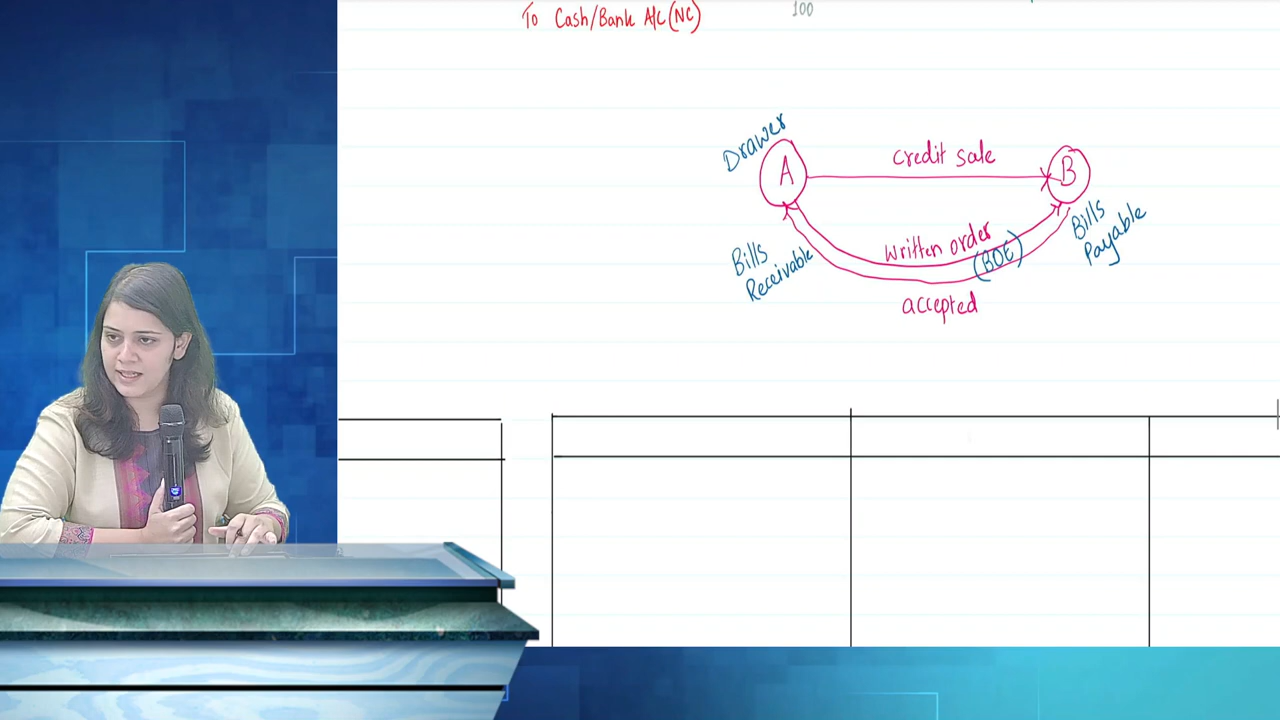 To Cash/Bank A/c (NC)
100
Drawer
A
credit sale
B
Bills
Receivable
written order
(BOE)
accepted
Bills
Payable